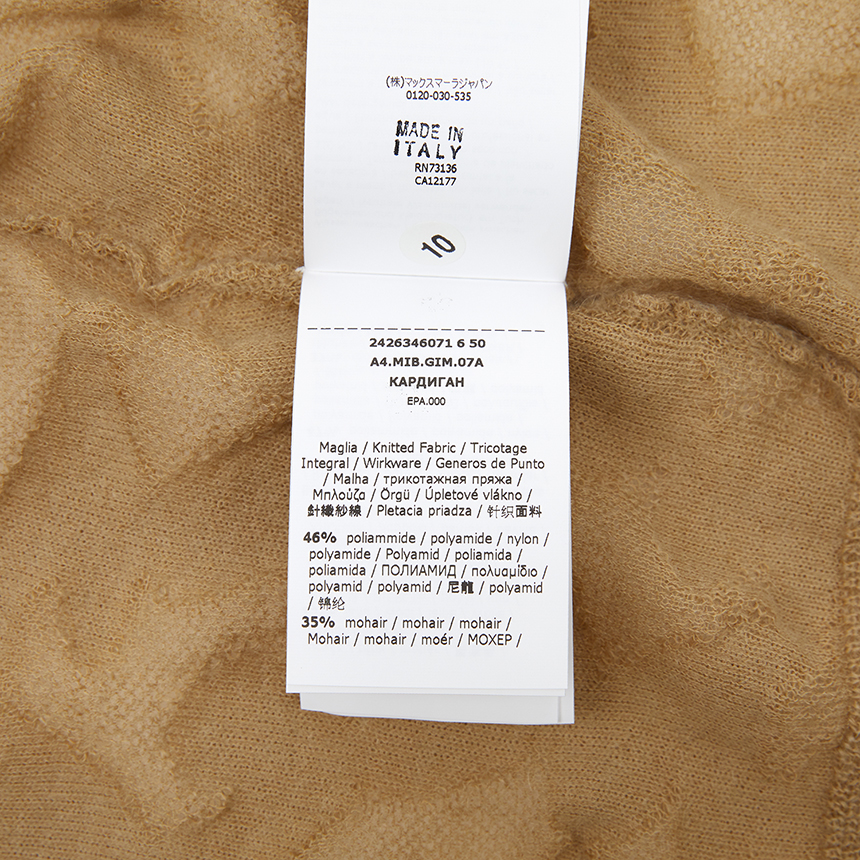 (株)マックスマーラジャパン
0120-030-535
MADE IN
ITALY
RN73136
CA12177
10
2426346071 6 50
A4.MIB.GIM.07A
КАРДИГАН
EPA.000
Maglia / Knitted Fabric / Tricotage
Integral / Wirkware / Generos de Punto
/ Malha / трикотажная пряжа /
Μπλούζα / Örgü / Úpletové vlákno /
針織紗線 / Pletacia priadza / 针织面料
46% poliammide / polyamide / nylon /
polyamide / Polyamid / poliamida /
poliamida / ПОЛИАМИД / πολυαμίδιο /
polyamid / polyamid / 尼龍 / polyamid
/ 锦纶
35% mohair / mohair / mohair /
Mohair / mohair / moér / МОХЕР /